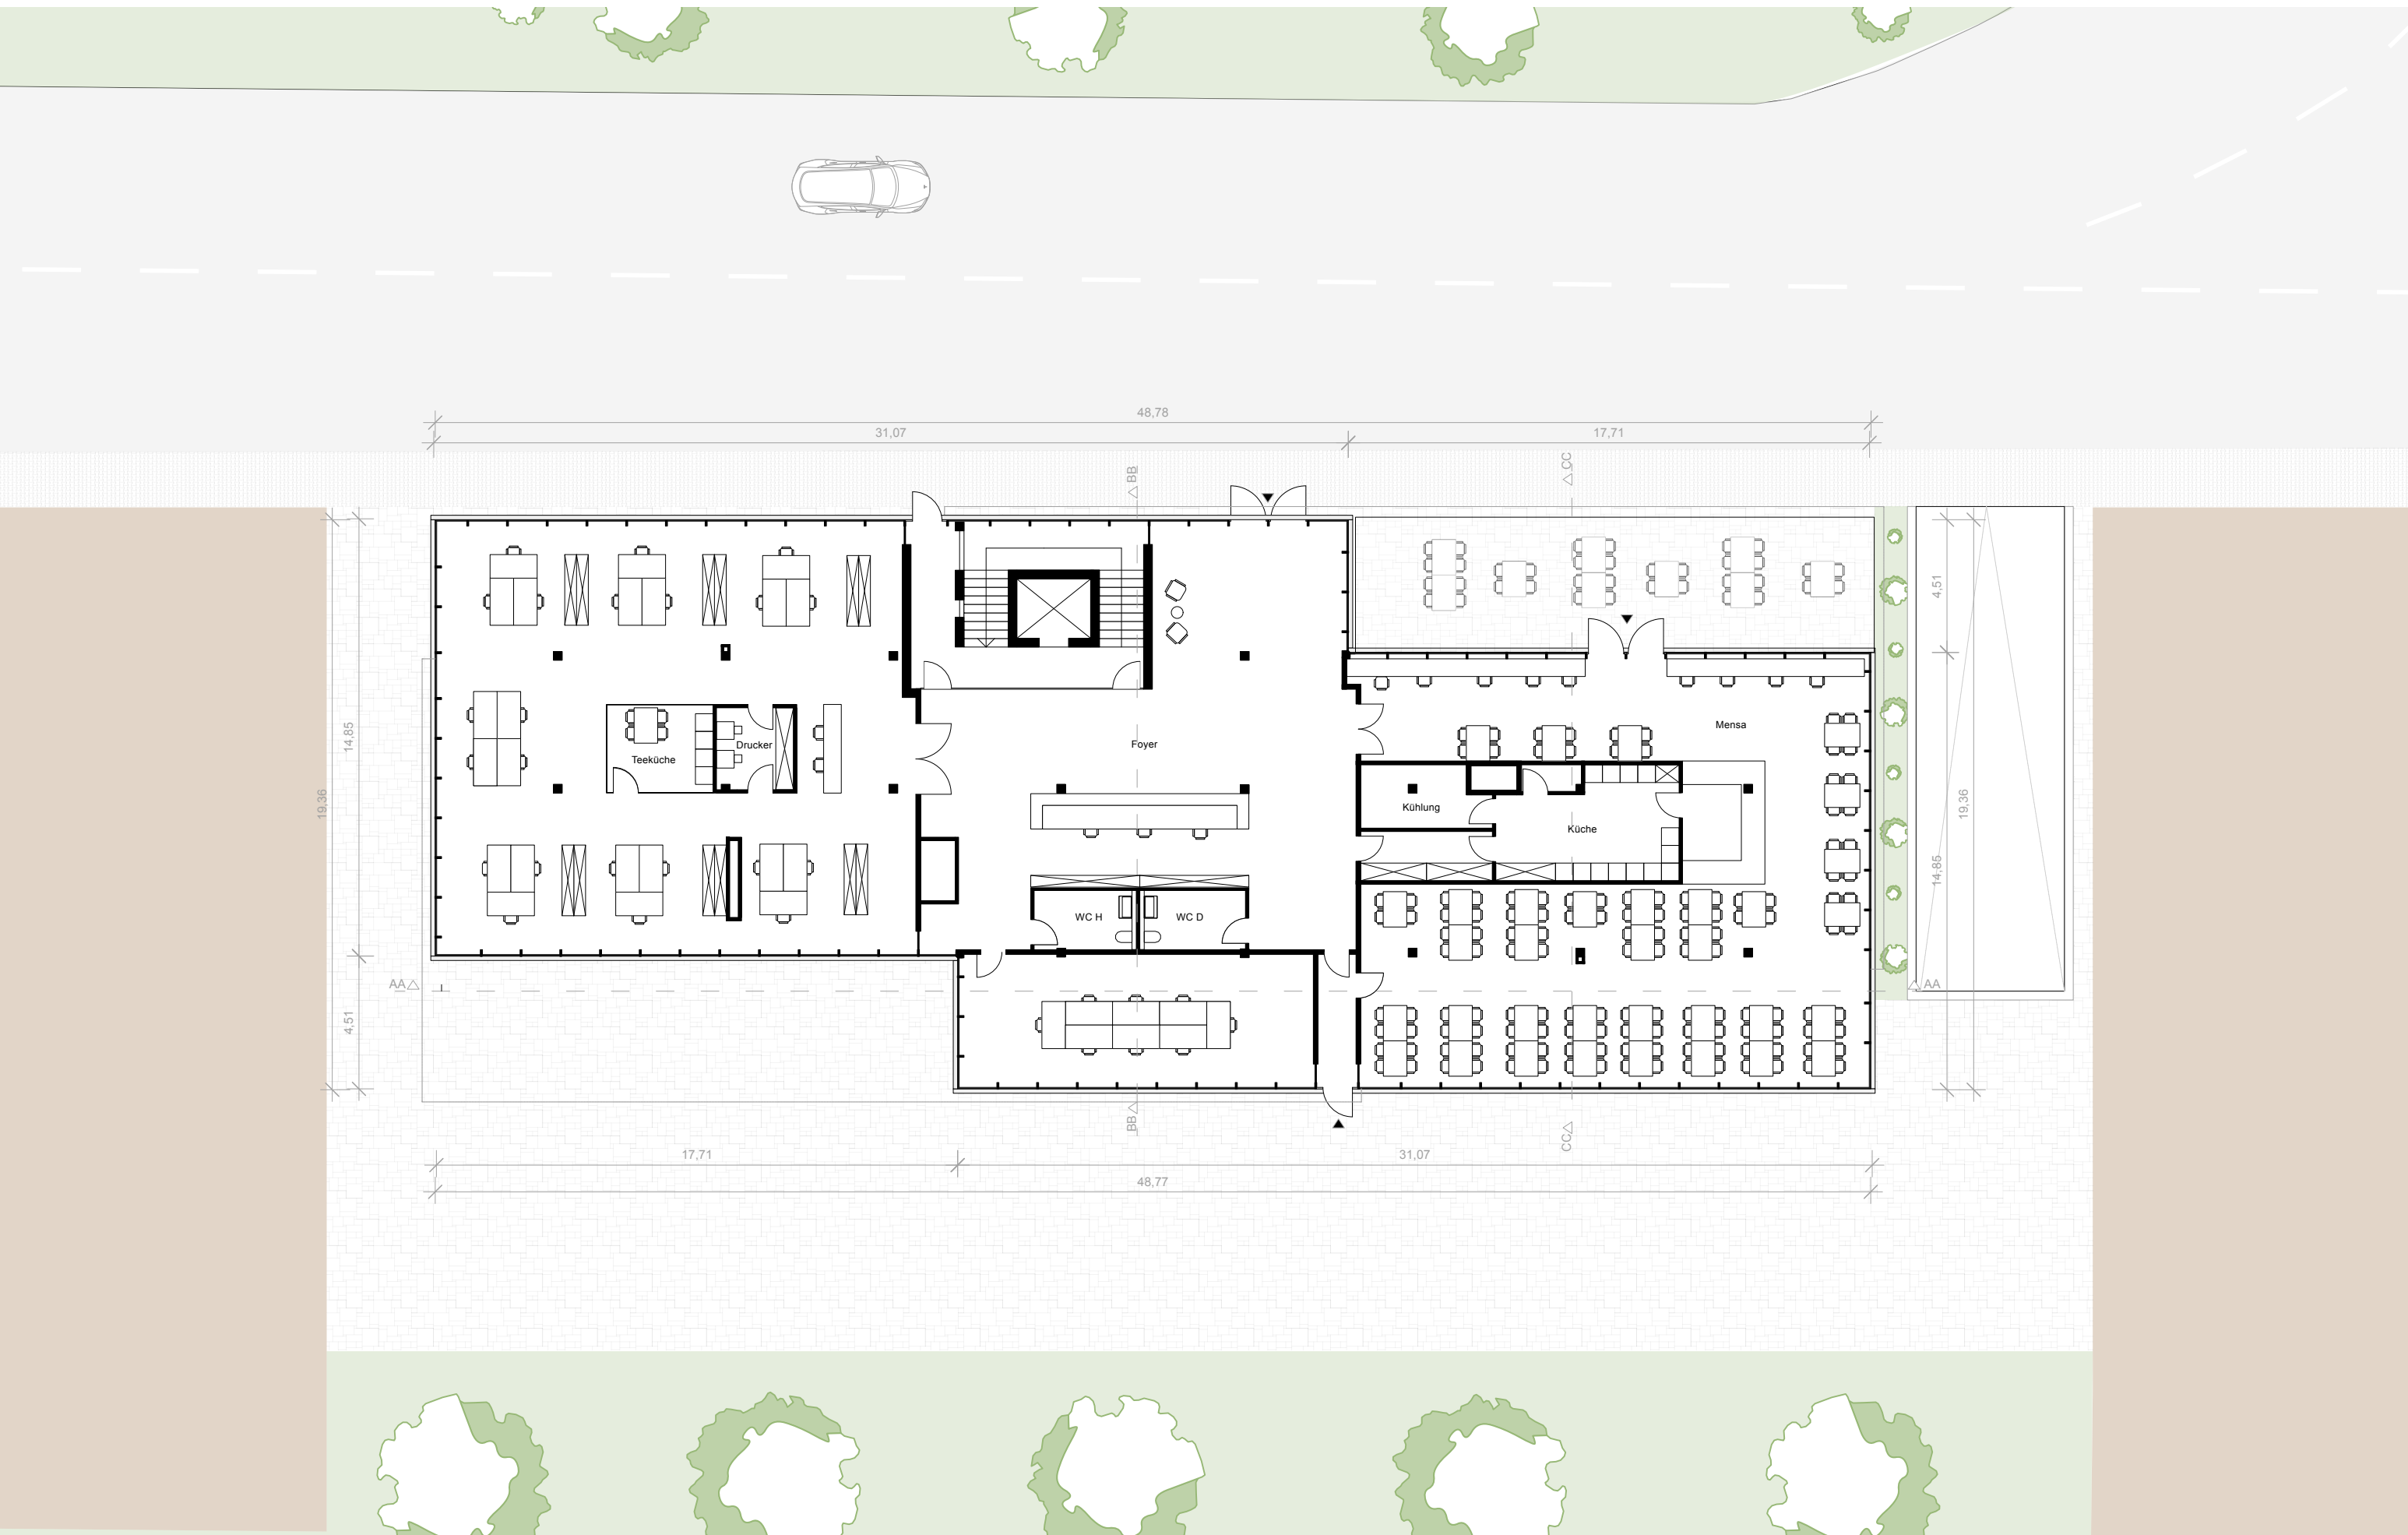 48,78
31,07
17,71
BB
CC
4,51
14,85
19,36
Mensa
Foyer
Drucker
Teeküche
Kühlung
Küche
14,85
19,36
WC H
WC D
AA
AA
4.51
BB
CC
17,71
31,07
48,77